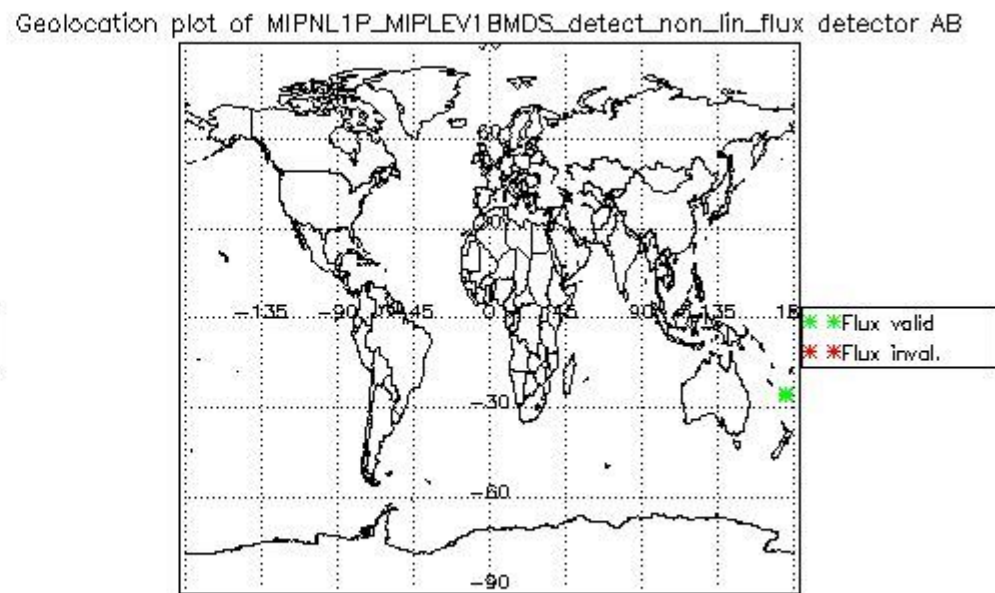 Geolocation plot of MIPNL1P_MIPLEV1BMDS_detect_non_lin_flux detector AB
60
-135 -90 -45 0 45 90 135 18
Flux valid
Flux inval.
-30
-60
-90